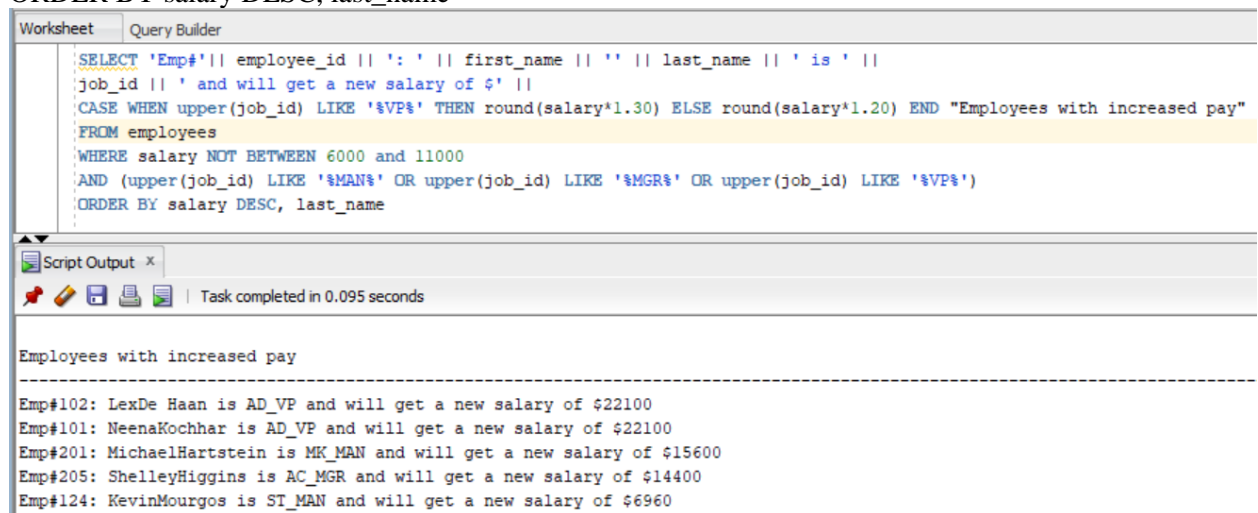 ORDER BY salary DESC, last_name
Worksheet Query Builder
SELECT 'Emp#'|| employee_id || ': ' || first_name || '' || last_name || ' is ' ||
job_id || ' and will get a new salary of $' ||
CASE WHEN upper(job_id) LIKE '%VP%' THEN round(salary*1.30) ELSE round(salary*1.20) END "Employees with increased pay"
FROM employees
WHERE salary NOT BETWEEN 6000 and 11000
AND (upper(job_id) LIKE '%MAN%' OR upper(job_id) LIKE '%MGR%' OR upper(job_id) LIKE '%VP%')
ORDER BY salary DESC, last_name
Script Output x
Task completed in 0.095 seconds
Employees with increased pay
Emp#102: LexDe Haan is AD_VP and will get a new salary of $22100
Emp#101: NeenaKochhar is AD_VP and will get a new salary of $22100
Emp#201: MichaelHartstein is MK_MAN and will get a new salary of $15600
Emp#205: ShelleyHiggins is AC_MGR and will get a new salary of $14400
Emp#124: KevinMourgos is ST_MAN and will get a new salary of $6960